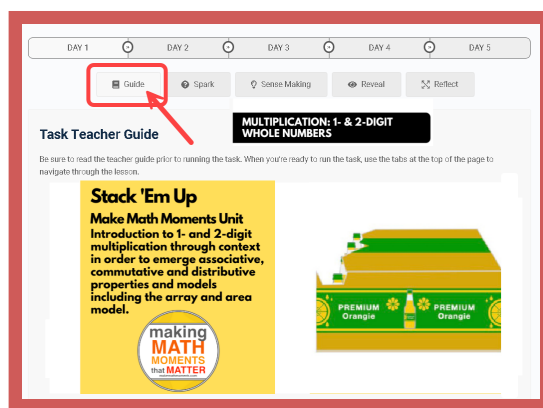 DAY 1 DAY 2 DAY 3 DAY 4 DAY 5
Guide Spark Sense Making Reveal Reflect
MULTIPLICATION: 1- & 2-DIGIT
WHOLE NUMBERS
Task Teacher Guide
Be sure to read the teacher guide prior to running the task. When you're ready to run the task, use the tabs at the top of the page to
navigate through the lesson.
Stack 'Em Up
Make Math Moments Unit
Introduction to 1- and 2-digit
multiplication through context
in order to emerge associative,
commutative and distributive
properties and models
including the array and area
model.
making
MATH
MOMENTS
that MATTER
PREMIUM
Orangie
PREMIUM
Orangie